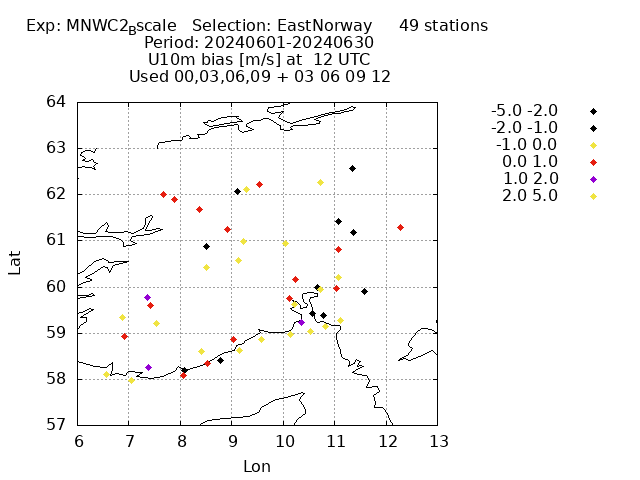 Exp: MNWC2_Bscale   Selection: EastNorway      49 stations
Period: 20240601-20240630
U10m bias [m/s] at  12 UTC
Used 00,03,06,09 + 03 06 09 12
-5.0 -2.0
-2.0 -1.0
-1.0 0.0
0.0 1.0
1.0 2.0
2.0 5.0
64
63
62
61
60
59
58
57
Lat
6 7 8 9 10 11 12 13
Lon